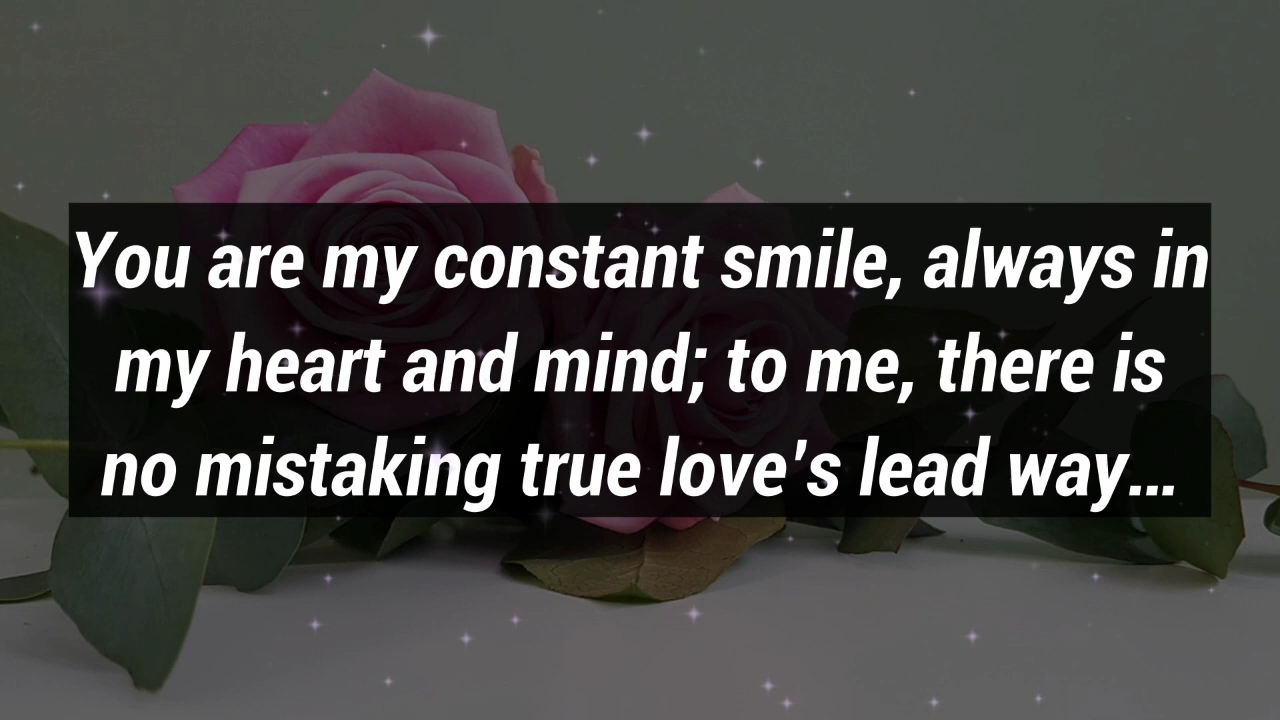 You are my constant smile, always in
my heart and mind; to me, there is
no mistaking true love's lead way...